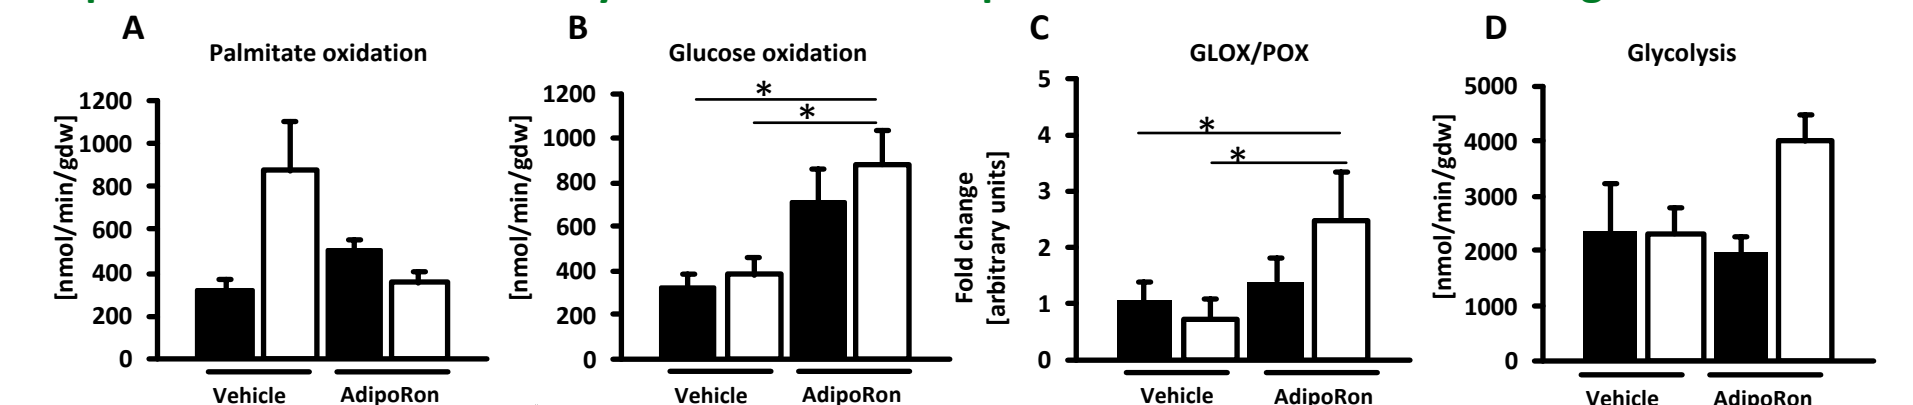 A
Palmitate oxidation
[nmol/min/gdw]
1200
1000
800
600
400
200
0
Vehicle
AdipoRon
B
Glucose oxidation
[nmol/min/gdw]
1200
1000
800
600
400
200
0
*
*
Vehicle
AdipoRon
C
GLOX/POX
Fold change
[arbitrary units]
5
4
3
2
1
0
*
*
Vehicle
AdipoRon
D
Glycolysis
[nmol/min/gdw]
5000
4000
3000
2000
1000
0
Vehicle
AdipoRon